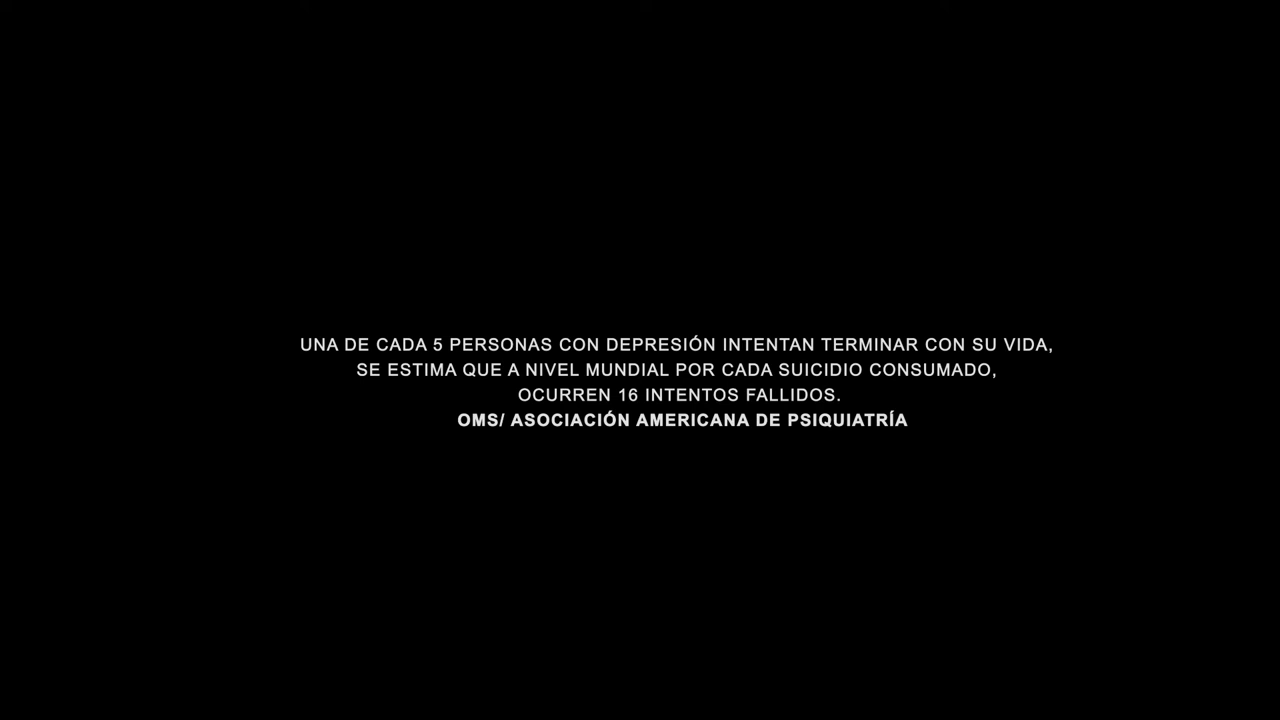 UNA DE CADA 5 PERSONAS CON DEPRESIÓN INTENTAN TERMINAR CON SU VIDA,
SE ESTIMA QUE A NIVEL MUNDIAL POR CADA SUICIDIO CONSUMADO,
OCURREN 16 INTENTOS FALLIDOS.
OMS/ ASOCIACIÓN AMERICANA DE PSIQUIATRÍA